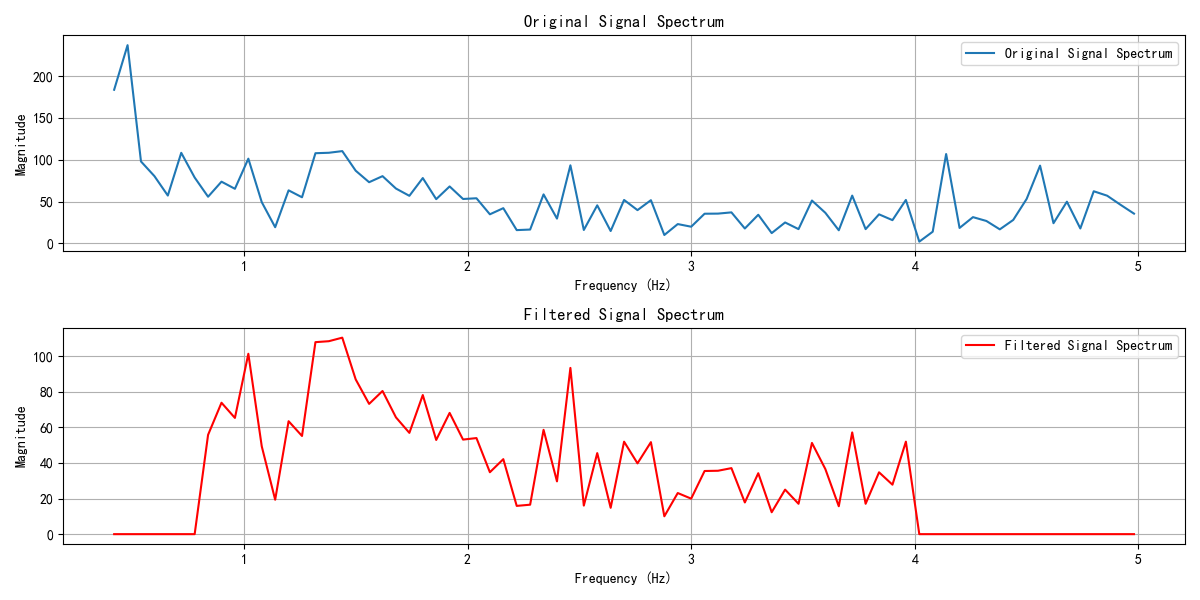 Original Signal Spectrum
Original Signal Spectrum
Magnitude
200
150
100
50
0
1 2 3 4 5
Frequency (Hz)
Filtered Signal Spectrum
Filtered Signal Spectrum
Magnitude
100
80
60
40
20
0
1 2 3 4 5
Frequency (Hz)